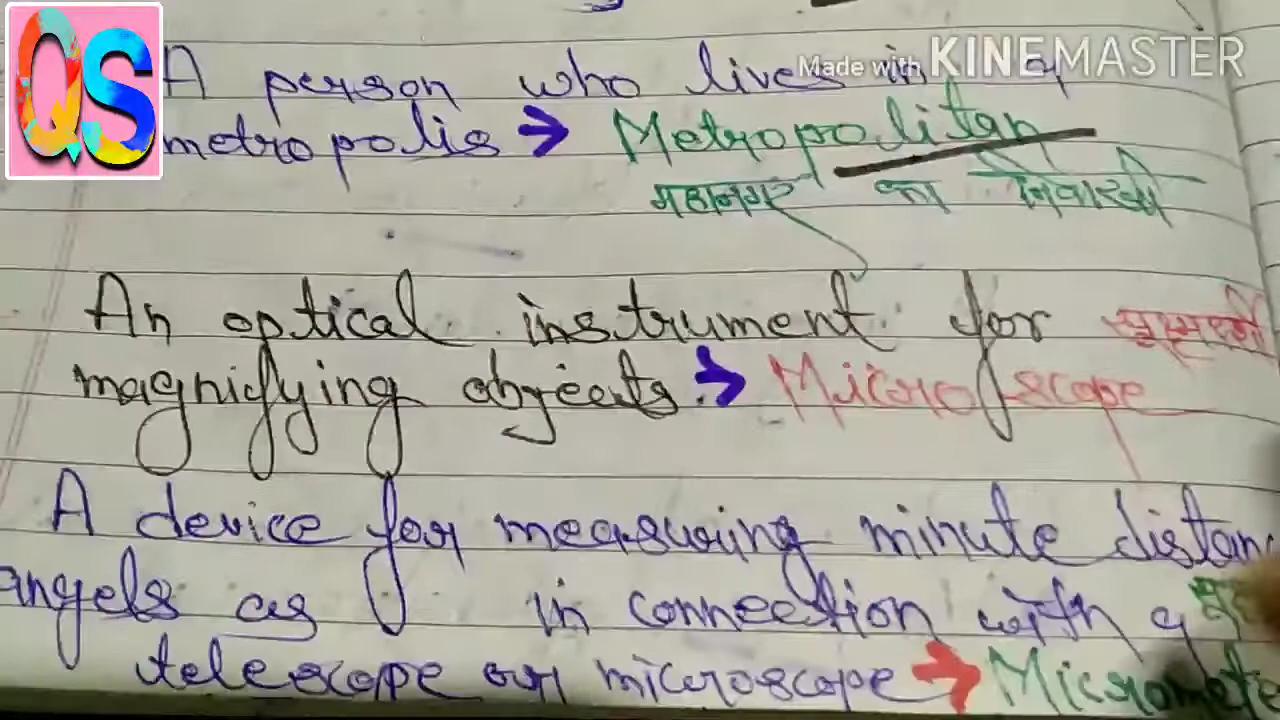 QS
Made with KINEMASTER
A person who lives in a
metropolis → Metropolitan
महानगर का निवासी
An optical instrument for सूक्ष्मदर्शी
magnifying objects → Microscope
A device for measuring minute distan
angels as in connection with a
telescope or microscope → Micromete